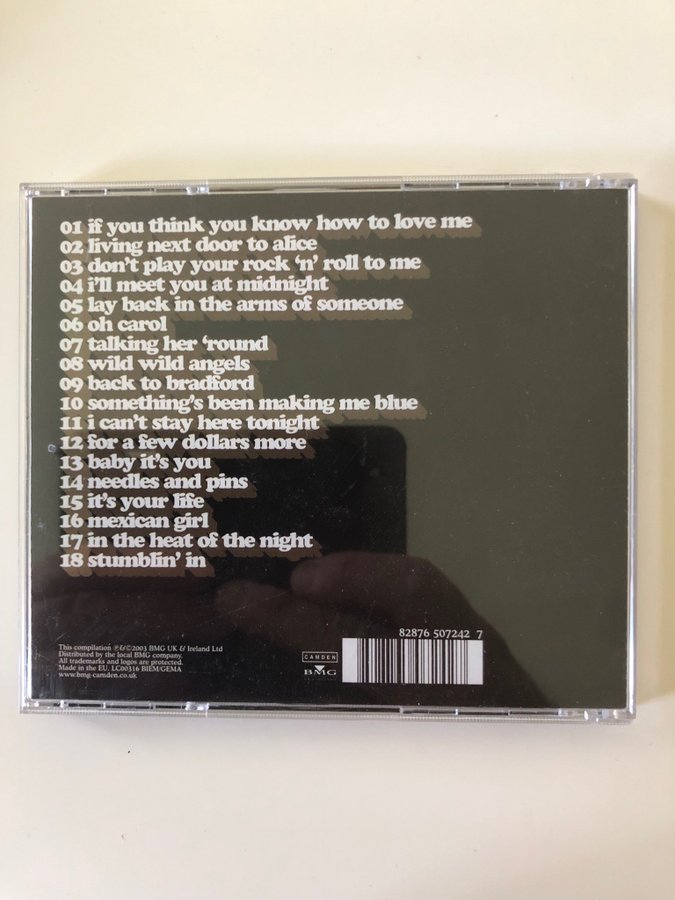 01 if you think you know how to love me
02 living next door to alice
03 don't play your rock 'n' roll to me
04 i'll meet you at midnight
05 lay back in the arms of someone
06 oh carol
07 talking her 'round
08 wild wild angels
09 back to bradford
10 something's been making me blue
11 i can't stay here tonight
12 for a few dollars more
13 baby it's you
14 needles and pins
15 it's your life
16 mexican girl
17 in the heat of the night
18 stumblin' in
This compilation ℗&©2003 BMG UK & Ireland Ltd
Distributed by the local BMG company.
All trademarks and logos are protected.
Made in the EU. LC00316 BIEM/GEMA
www.bmg-camden.co.uk
CAMDEN
BMG
82876 507242 7